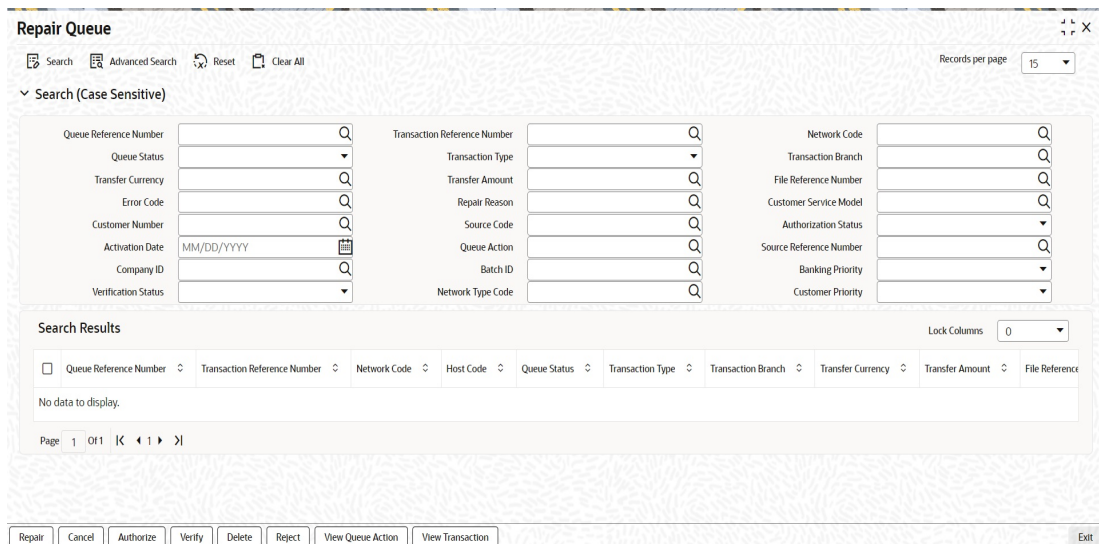 Repair Queue
Search Advanced Search Reset Clear All Records per page 15
Search (Case Sensitive)
Queue Reference Number Transaction Reference Number Network Code
Queue Status Transaction Type Transaction Branch
Transfer Currency Transfer Amount File Reference Number
Error Code Repair Reason Customer Service Model
Customer Number Source Code Authorization Status
Activation Date MM/DD/YYYY Queue Action Source Reference Number
Company ID Batch ID Banking Priority
Verification Status Network Type Code Customer Priority
Search Results Lock Columns 0
Queue Reference Number Transaction Reference Number Network Code Host Code Queue Status Transaction Type Transaction Branch Transfer Currency Transfer Amount File Reference
No data to display.
Page 1 Of 1 1
Repair Cancel Authorize Verify Delete Reject View Queue Action View Transaction Exit